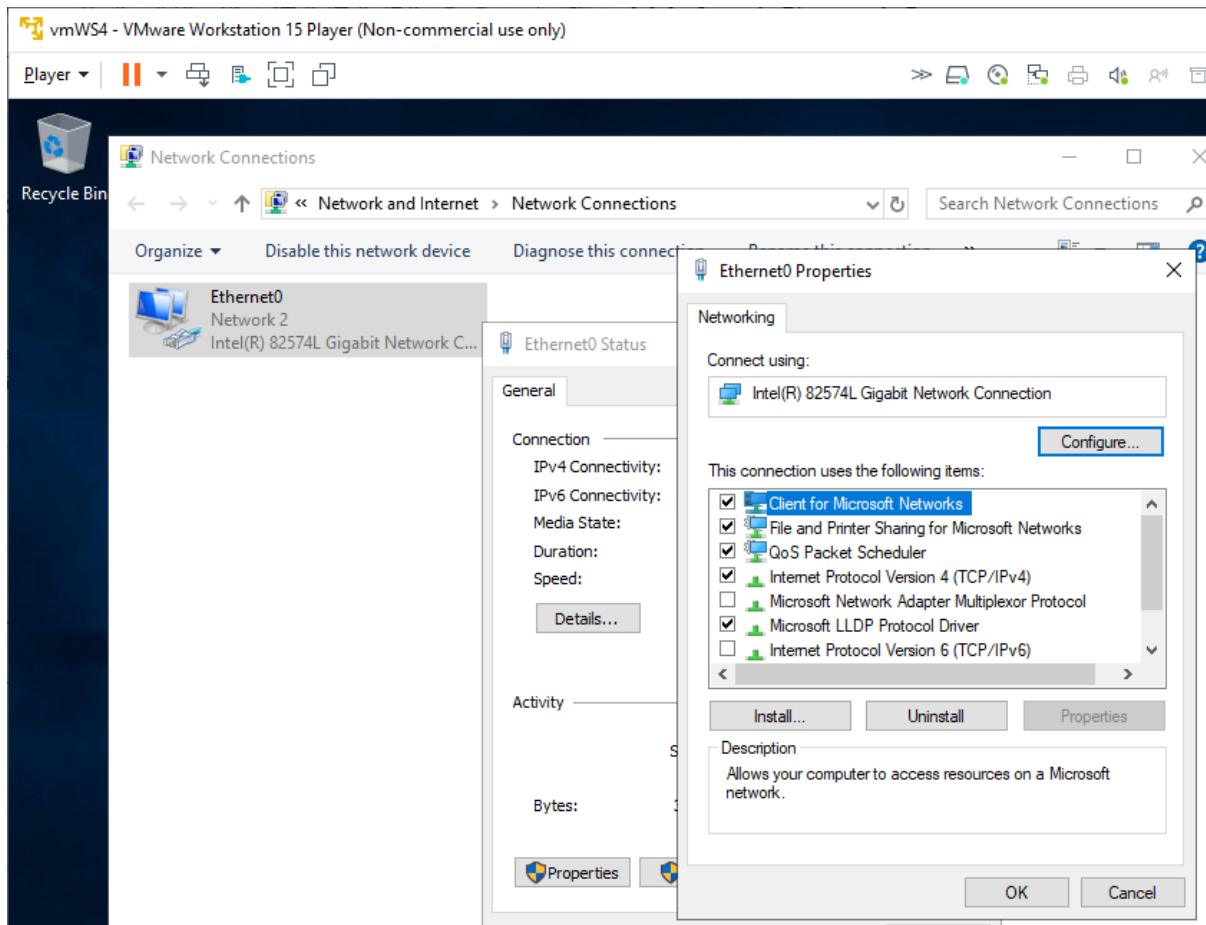 vmWS4 - VMware Workstation 15 Player (Non-commercial use only)
Player
Recycle Bin
Network Connections
« Network and Internet > Network Connections
Search Network Connections
Organize
Disable this network device
Diagnose this connection
Ethernet0
Network 2
Intel(R) 82574L Gigabit Network C...
Ethernet0 Status
General
Connection
IPv4 Connectivity:
IPv6 Connectivity:
Media State:
Duration:
Speed:
Details...
Activity
S
Bytes:
Properties
Ethernet0 Properties
Networking
Connect using:
Intel(R) 82574L Gigabit Network Connection
Configure...
This connection uses the following items:
Client for Microsoft Networks
File and Printer Sharing for Microsoft Networks
QoS Packet Scheduler
Internet Protocol Version 4 (TCP/IPv4)
Microsoft Network Adapter Multiplexor Protocol
Microsoft LLDP Protocol Driver
Internet Protocol Version 6 (TCP/IPv6)
Install...
Uninstall
Properties
Description
Allows your computer to access resources on a Microsoft
network.
OK
Cancel